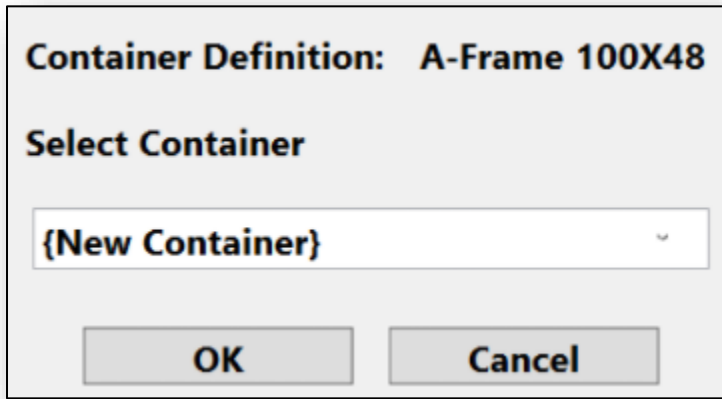 Container Definition: A-Frame 100X48
Select Container
{New Container}
OK Cancel